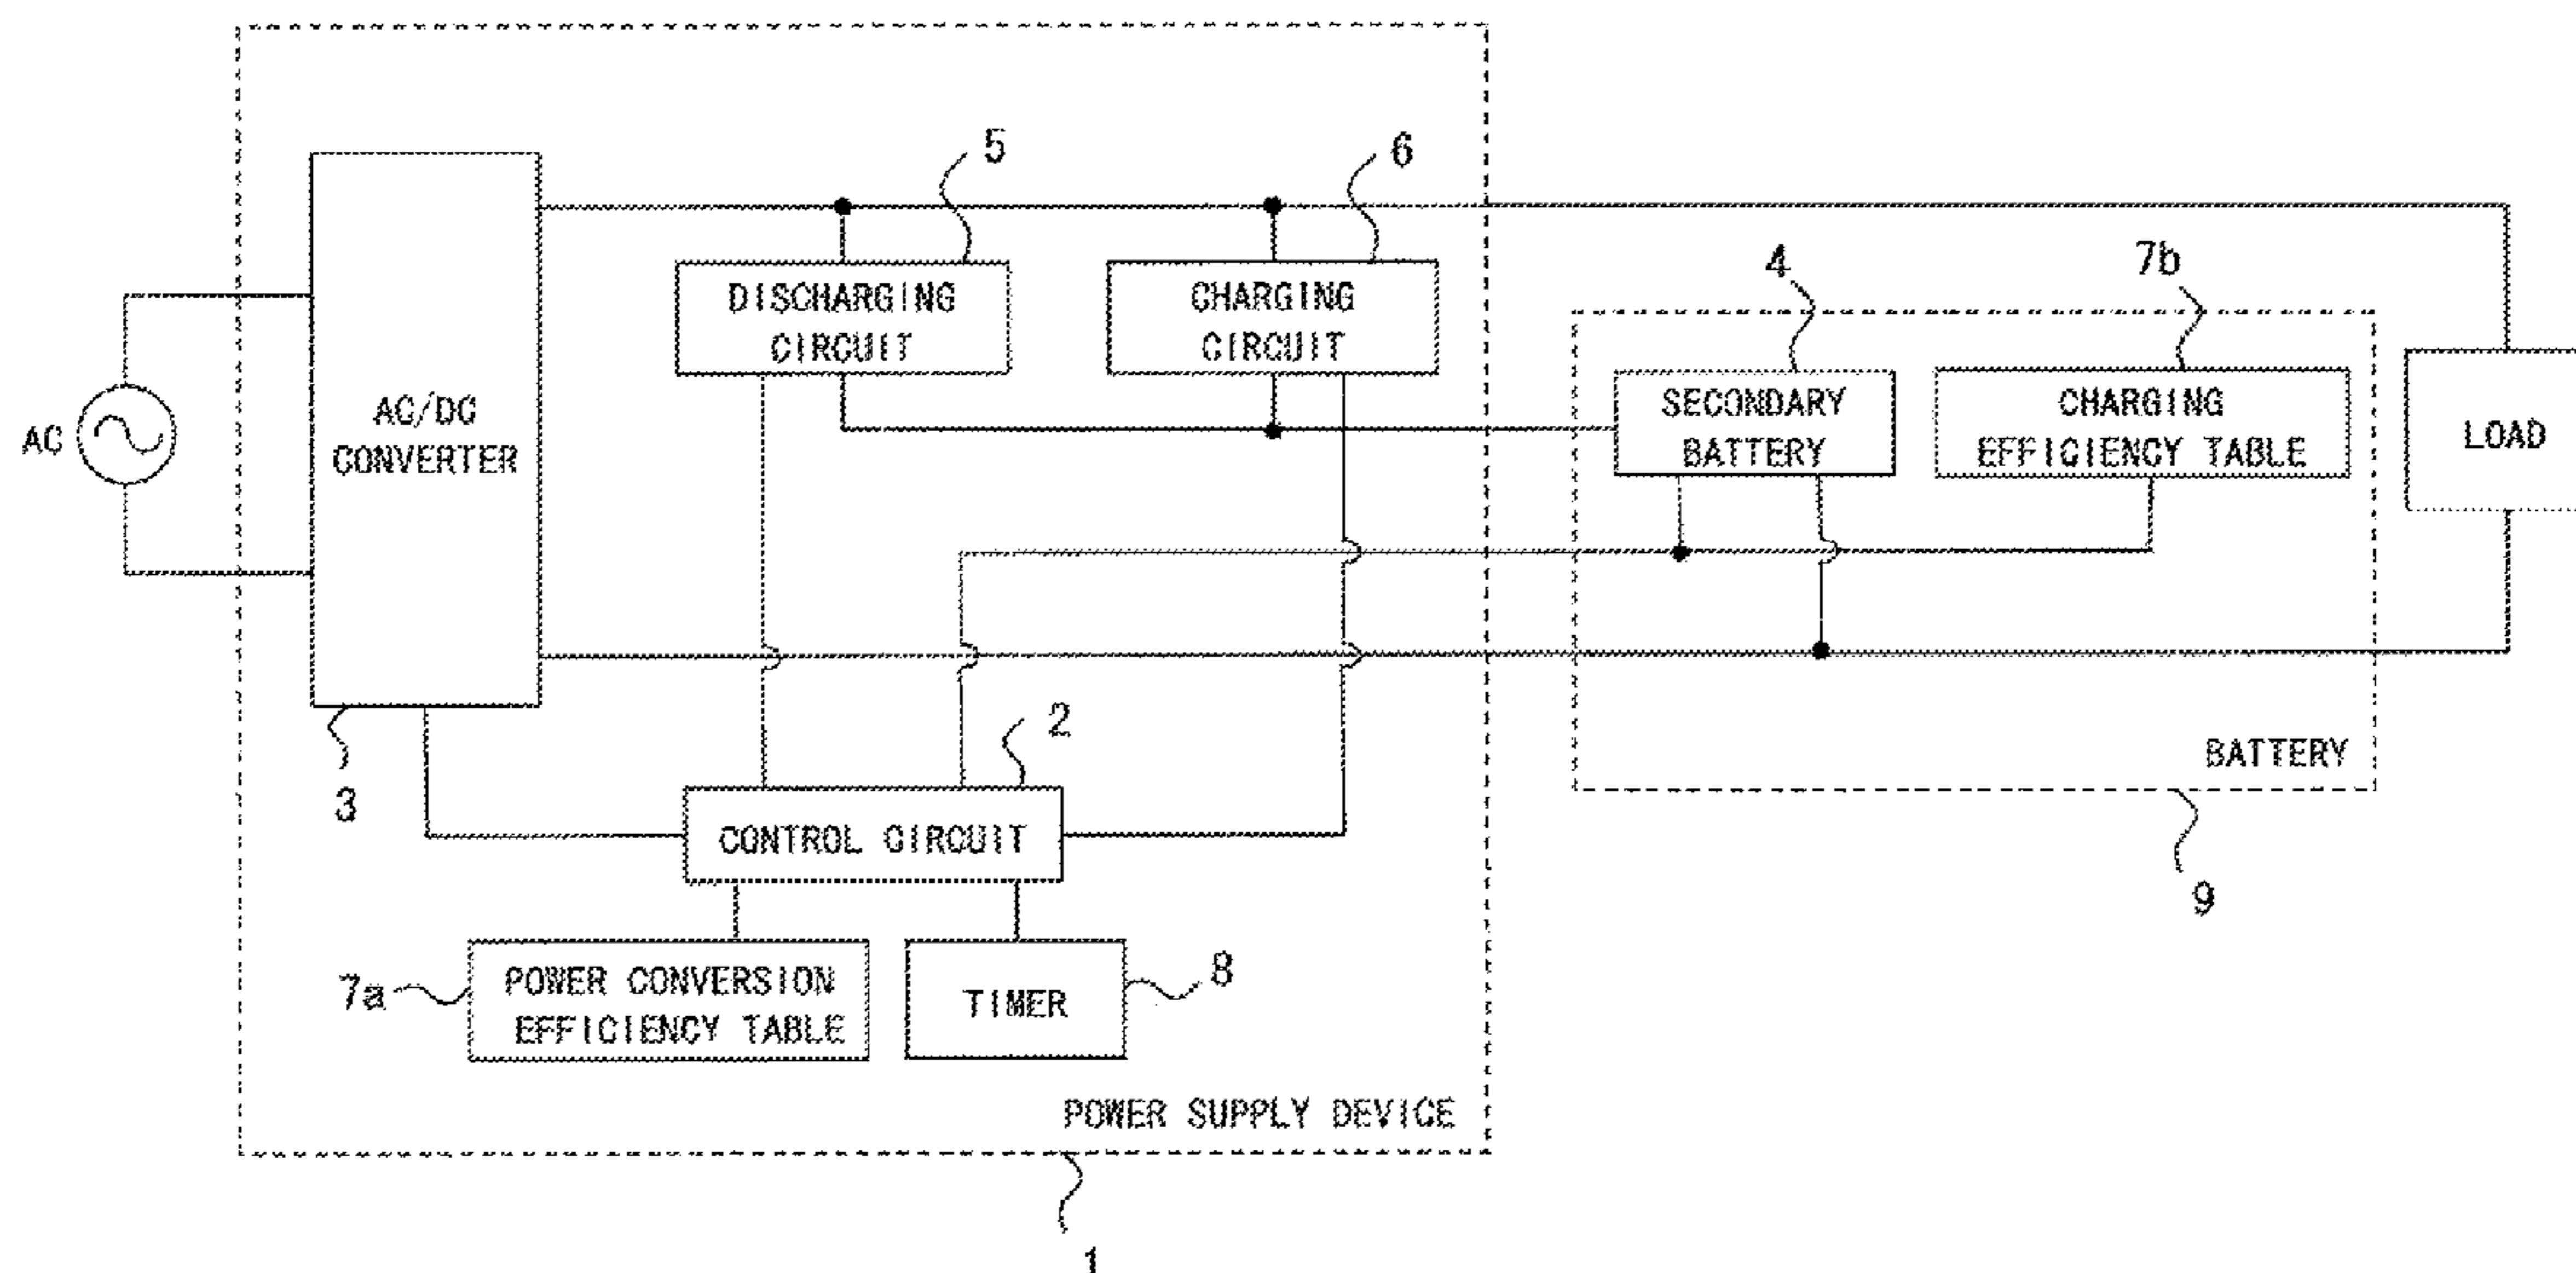 5
6
4
7b
DISCHARGING
CIRCUIT
CHARGING
CIRCUIT
SECONDARY
BATTERY
CHARGING
EFFICIENCY TABLE
LOAD
AC
AC/DC
CONVERTER
2
3
BATTERY
CONTROL CIRCUIT
9
7a
POWER CONVERSION
EFFICIENCY TABLE
TIMER
8
POWER SUPPLY DEVICE
1